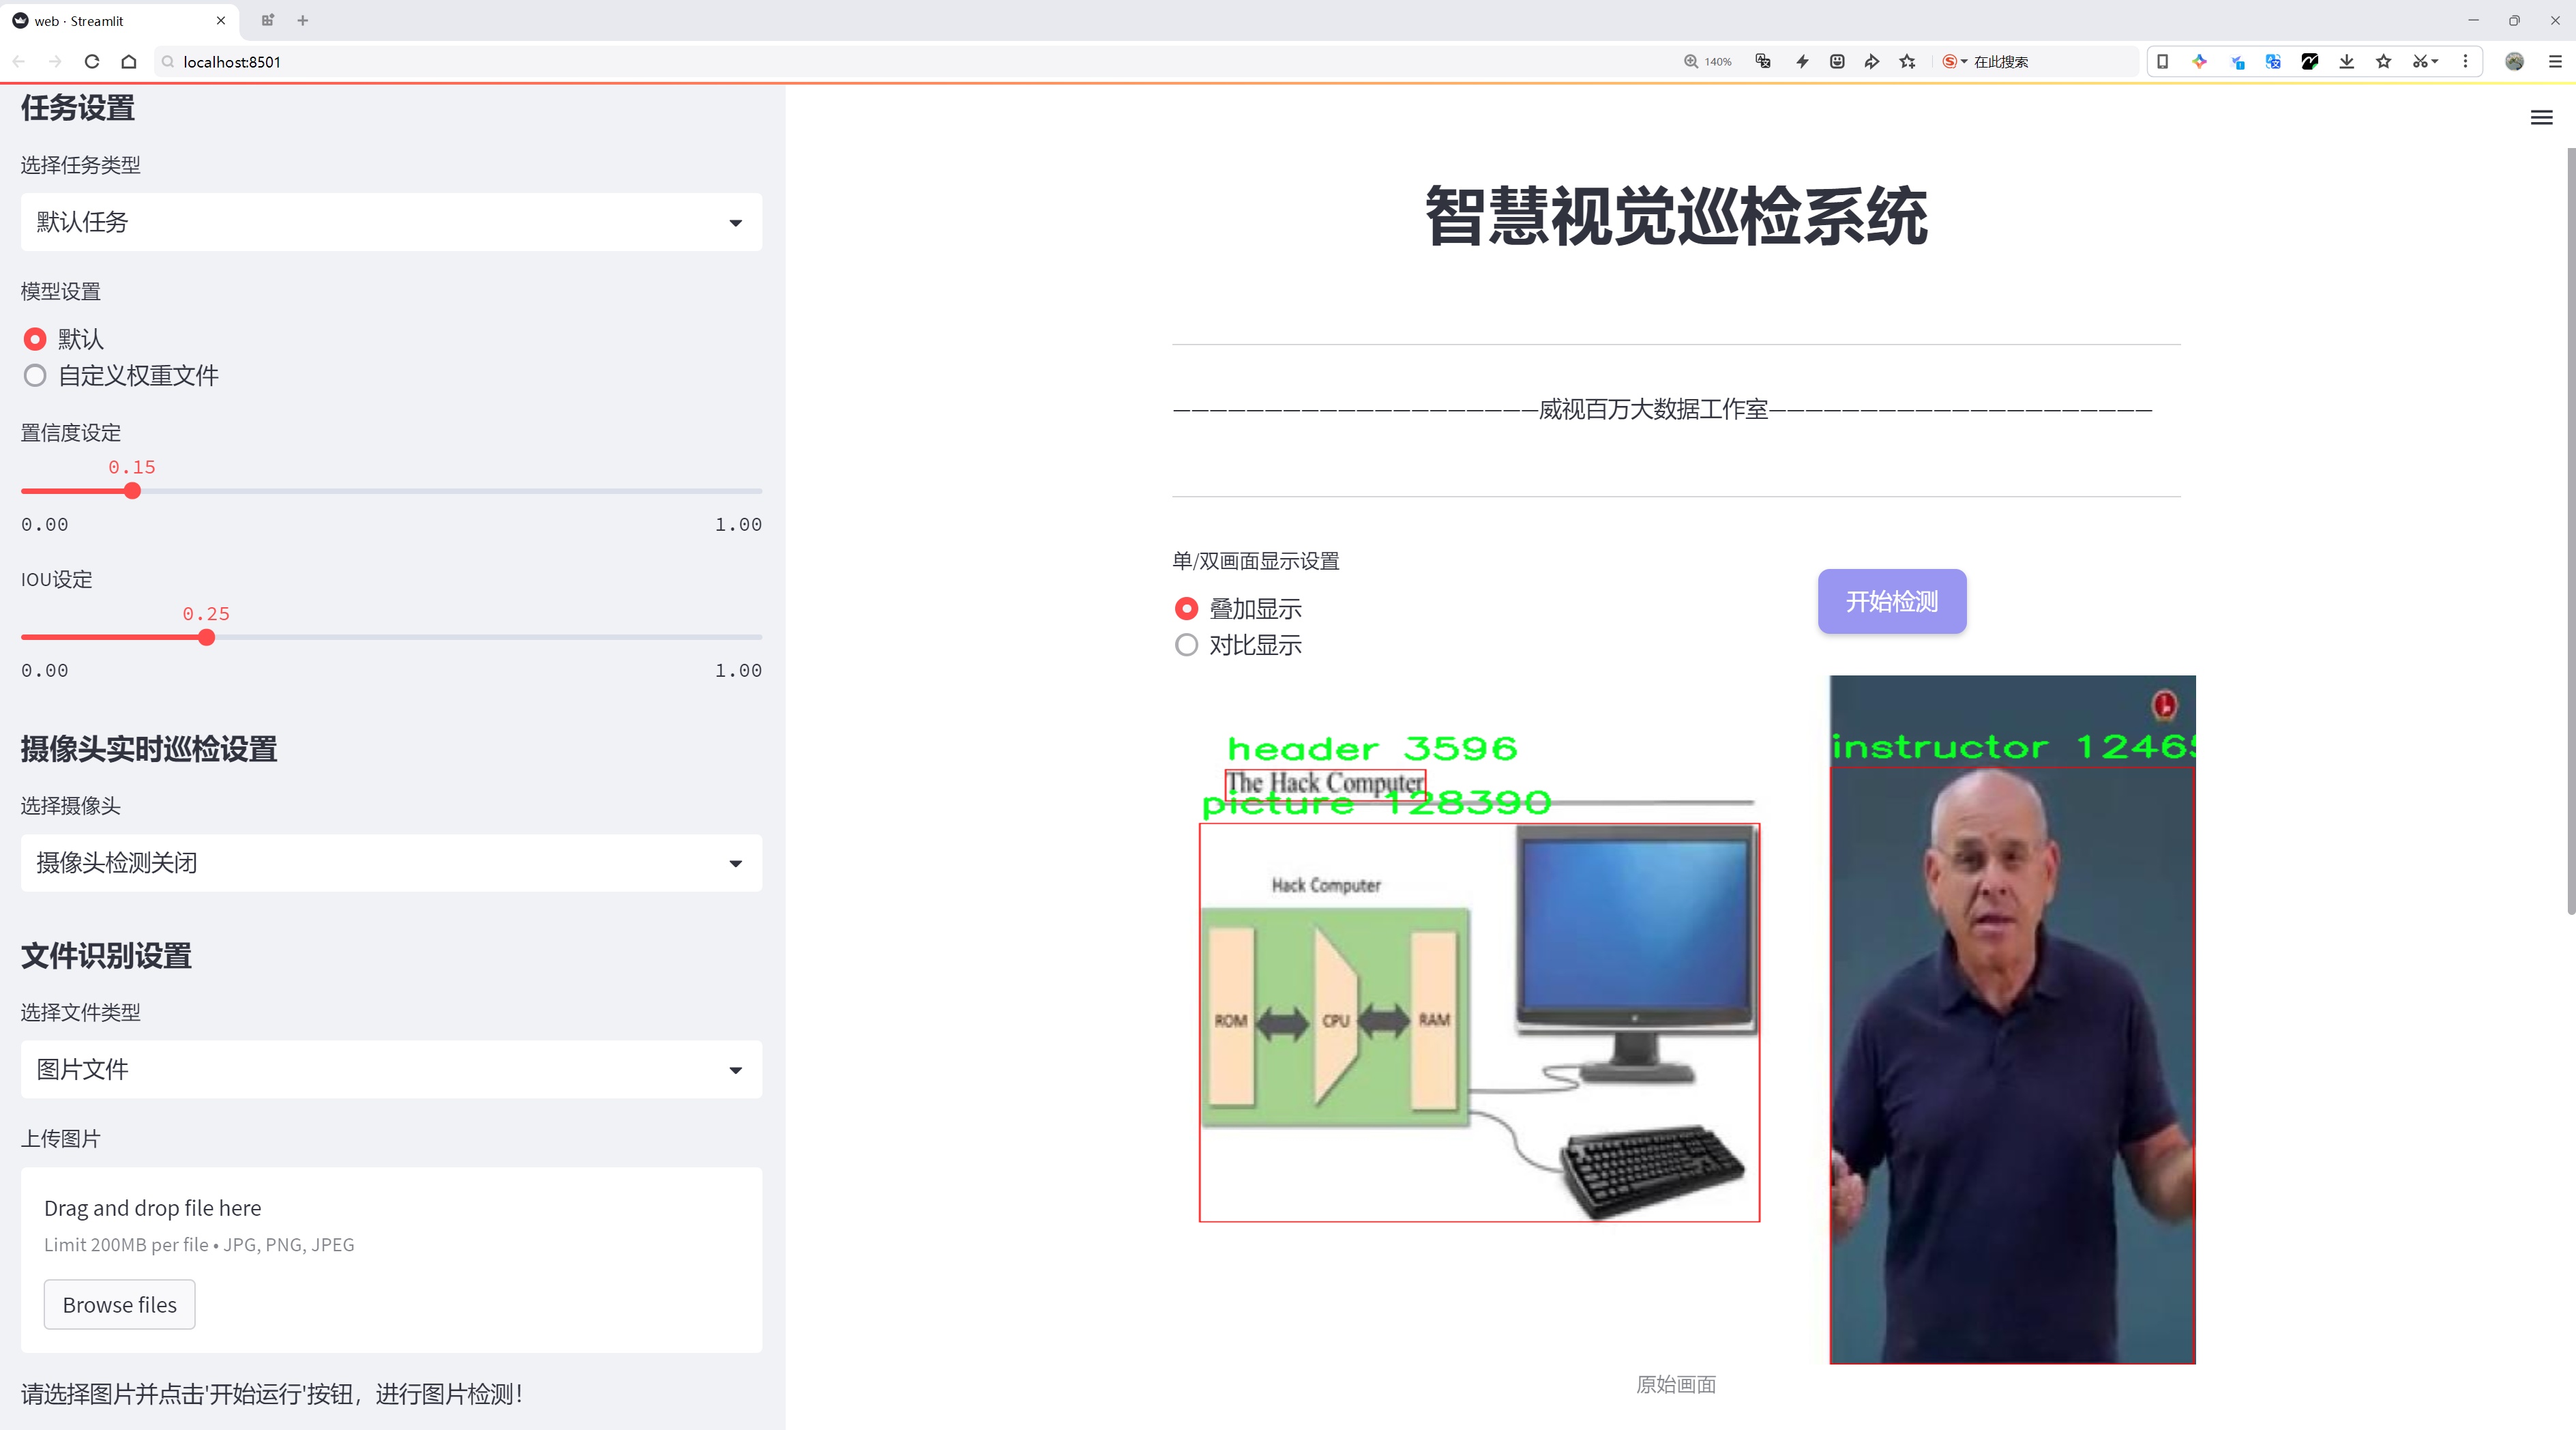 web · Streamlit
localhost:8501
140%
在此搜索
任务设置
选择任务类型
默认任务
模型设置
默认
自定义权重文件
置信度设定
0.15
0.00 1.00
IOU设定
0.25
0.00 1.00
摄像头实时巡检设置
选择摄像头
摄像头检测关闭
文件识别设置
选择文件类型
图片文件
上传图片
Drag and drop file here
Limit 200MB per file • JPG, PNG, JPEG
Browse files
请选择图片并点击'开始运行'按钮，进行图片检测！
智慧视觉巡检系统
————————————————————威视百万大数据工作室—————————————————————
单/双画面显示设置
叠加显示
对比显示
开始检测
header 3596
The Hack Computer
picture 128390
Hack Computer
ROM CPU RAM
instructor 12465
原始画面